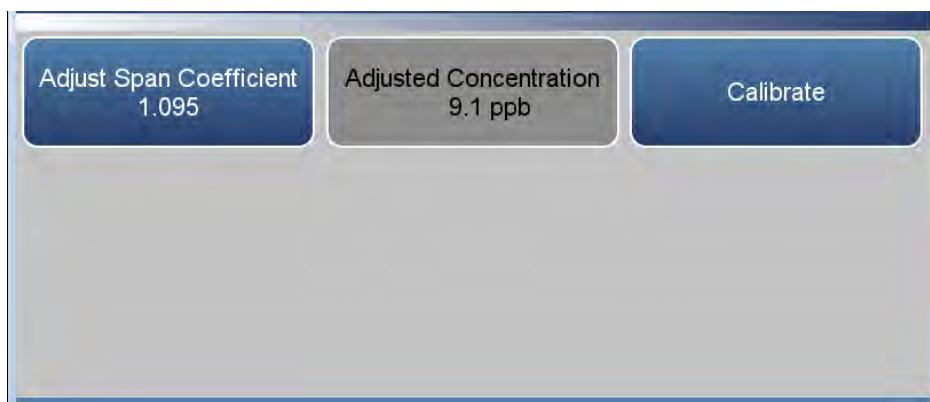 Adjust Span Coefficient
1.095
Adjusted Concentration
9.1 ppb
Calibrate